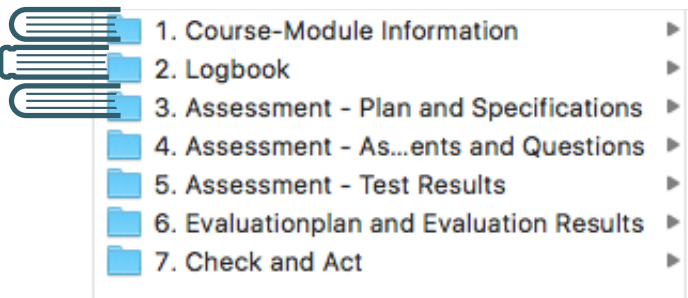 1. Course-Module Information
2. Logbook
3. Assessment - Plan and Specifications
4. Assessment - As...ents and Questions
5. Assessment - Test Results
6. Evaluationplan and Evaluation Results
7. Check and Act